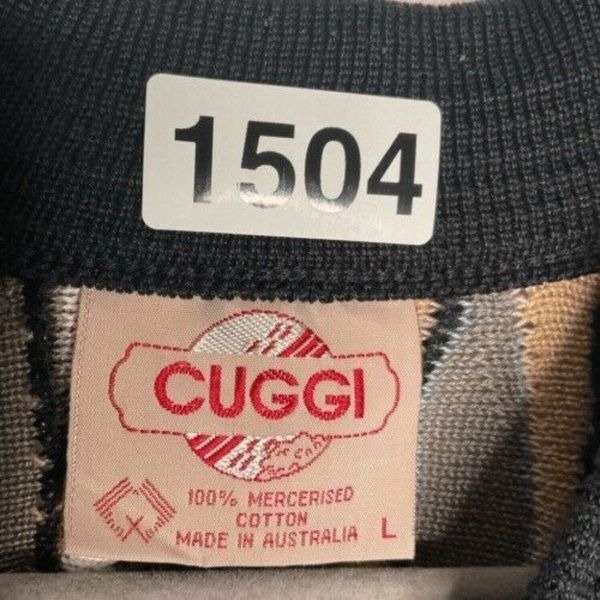 1504
CUGGI
100% MERCERISED
COTTON
MADE IN AUSTRALIA L